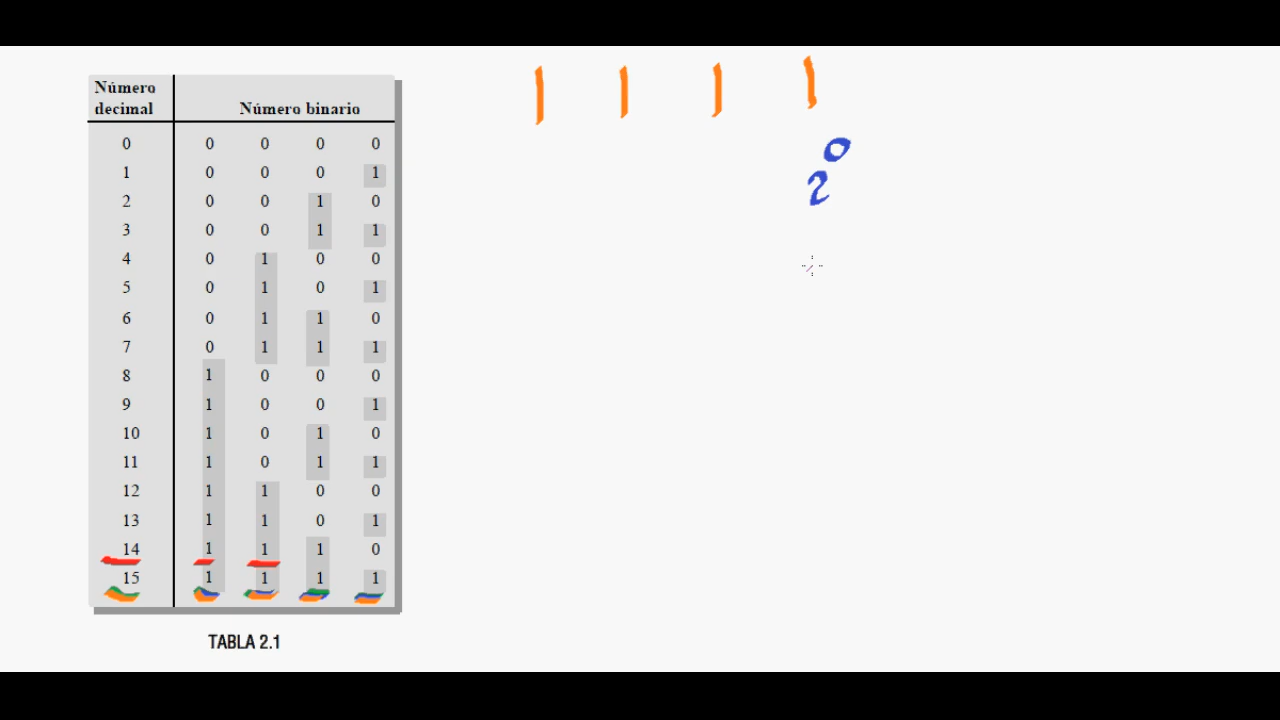 Número decimal Número binario
0 0 0 0 0
1 0 0 0 1
2 0 0 1 0
3 0 0 1 1
4 0 1 0 0
5 0 1 0 1
6 0 1 1 0
7 0 1 1 1
8 1 0 0 0
9 1 0 0 1
10 1 0 1 0
11 1 0 1 1
12 1 1 0 0
13 1 1 0 1
14 1 1 1 0
15 1 1 1 1
TABLA 2.1
1 1 1 1
2⁰